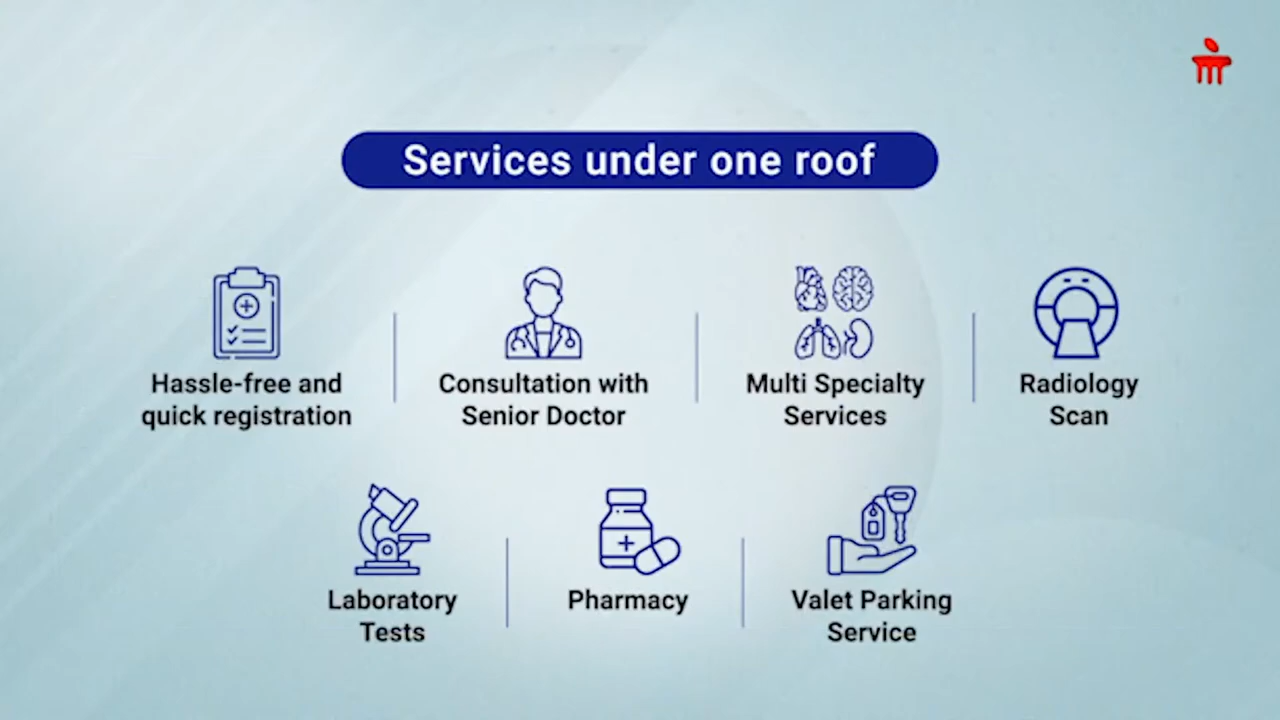 Services under one roof
Hassle-free and
quick registration
Consultation with
Senior Doctor
Multi Specialty
Services
Radiology
Scan
Laboratory
Tests
Pharmacy
Valet Parking
Service